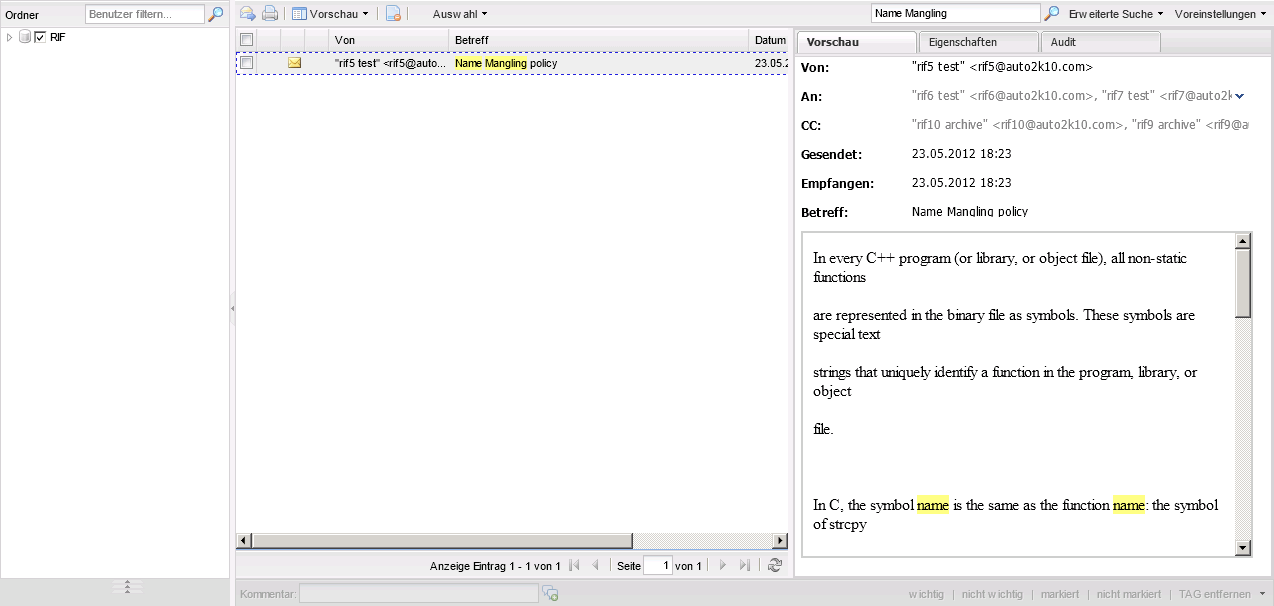 Ordner
Benutzer filtern...
RIF
Vorschau
Auswahl
Name Mangling
Erweiterte Suche
Voreinstellungen
Von
Betreff
Datum
"rif5 test" <rif5@auto...
Name Mangling policy
23.05.2
Vorschau
Eigenschaften
Audit
Von: "rif5 test" <rif5@auto2k10.com>
An: "rif6 test" <rif6@auto2k10.com>, "rif7 test" <rif7@auto2k
CC: "rif10 archive" <rif10@auto2k10.com>, "rif9 archive" <rif9@au
Gesendet: 23.05.2012 18:23
Empfangen: 23.05.2012 18:23
Betreff: Name Mangling policy
In every C++ program (or library, or object file), all non-static
functions
are represented in the binary file as symbols. These symbols are
special text
strings that uniquely identify a function in the program, library, or
object
file.
In C, the symbol name is the same as the function name: the symbol
of strcpy
Anzeige Eintrag 1 - 1 von 1
Seite 1 von 1
Kommentar:
wichtig | nicht wichtig | markiert | nicht markiert | TAG entfernen